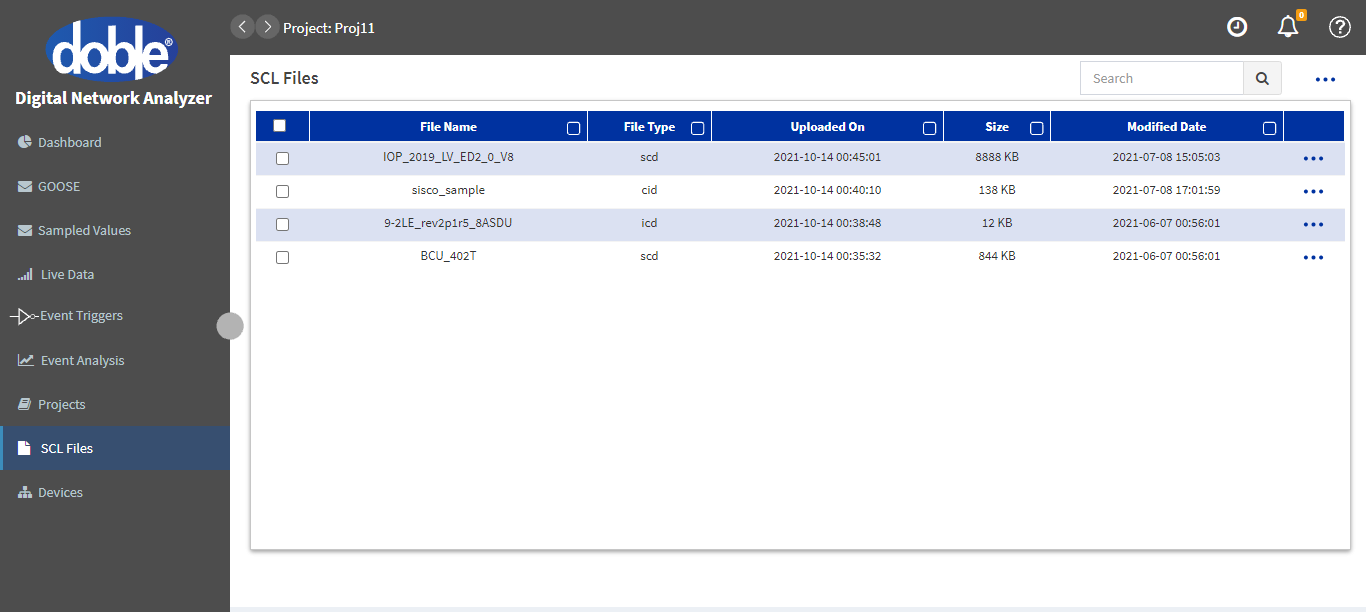 doble®
Digital Network Analyzer
Dashboard
GOOSE
Sampled Values
Live Data
Event Triggers
Event Analysis
Projects
SCL Files
Devices
Project: Proj11
0
SCL Files
Search
File Name File Type Uploaded On Size Modified Date
IOP_2019_LV_ED2_0_V8 scd 2021-10-14 00:45:01 8888 KB 2021-07-08 15:05:03
sisco_sample cid 2021-10-14 00:40:10 138 KB 2021-07-08 17:01:59
9-2LE_rev2p1r5_8ASDU icd 2021-10-14 00:38:48 12 KB 2021-06-07 00:56:01
BCU_402T scd 2021-10-14 00:35:32 844 KB 2021-06-07 00:56:01